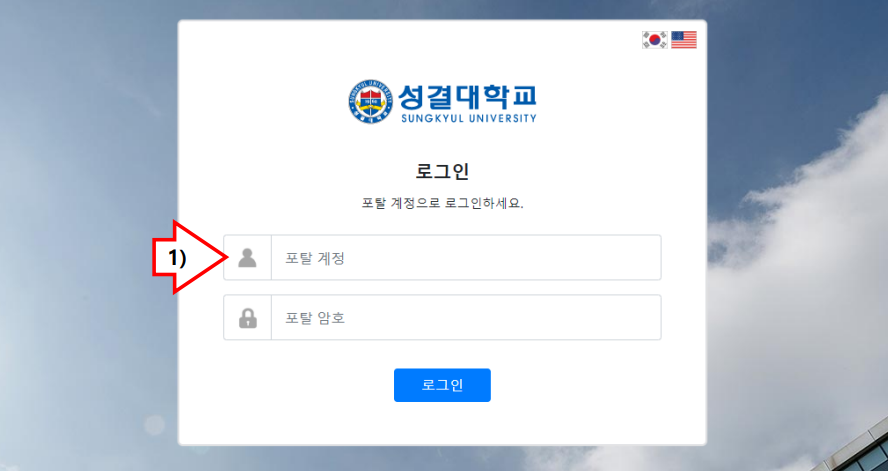 성결대학교
SUNGKYUL UNIVERSITY
로그인
포탈 계정으로 로그인하세요.
1)
포탈 계정
포탈 암호
로그인